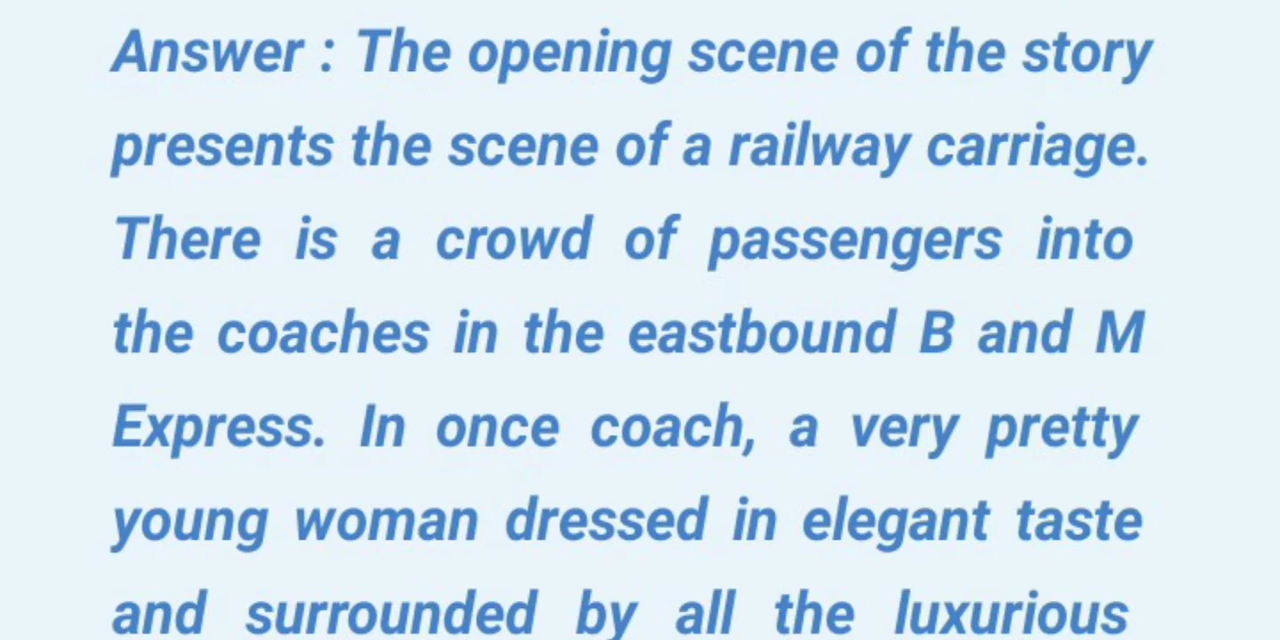 Answer : The opening scene of the story
presents the scene of a railway carriage.
There is a crowd of passengers into
the coaches in the eastbound B and M
Express. In once coach, a very pretty
young woman dressed in elegant taste
and surrounded by all the luxurious